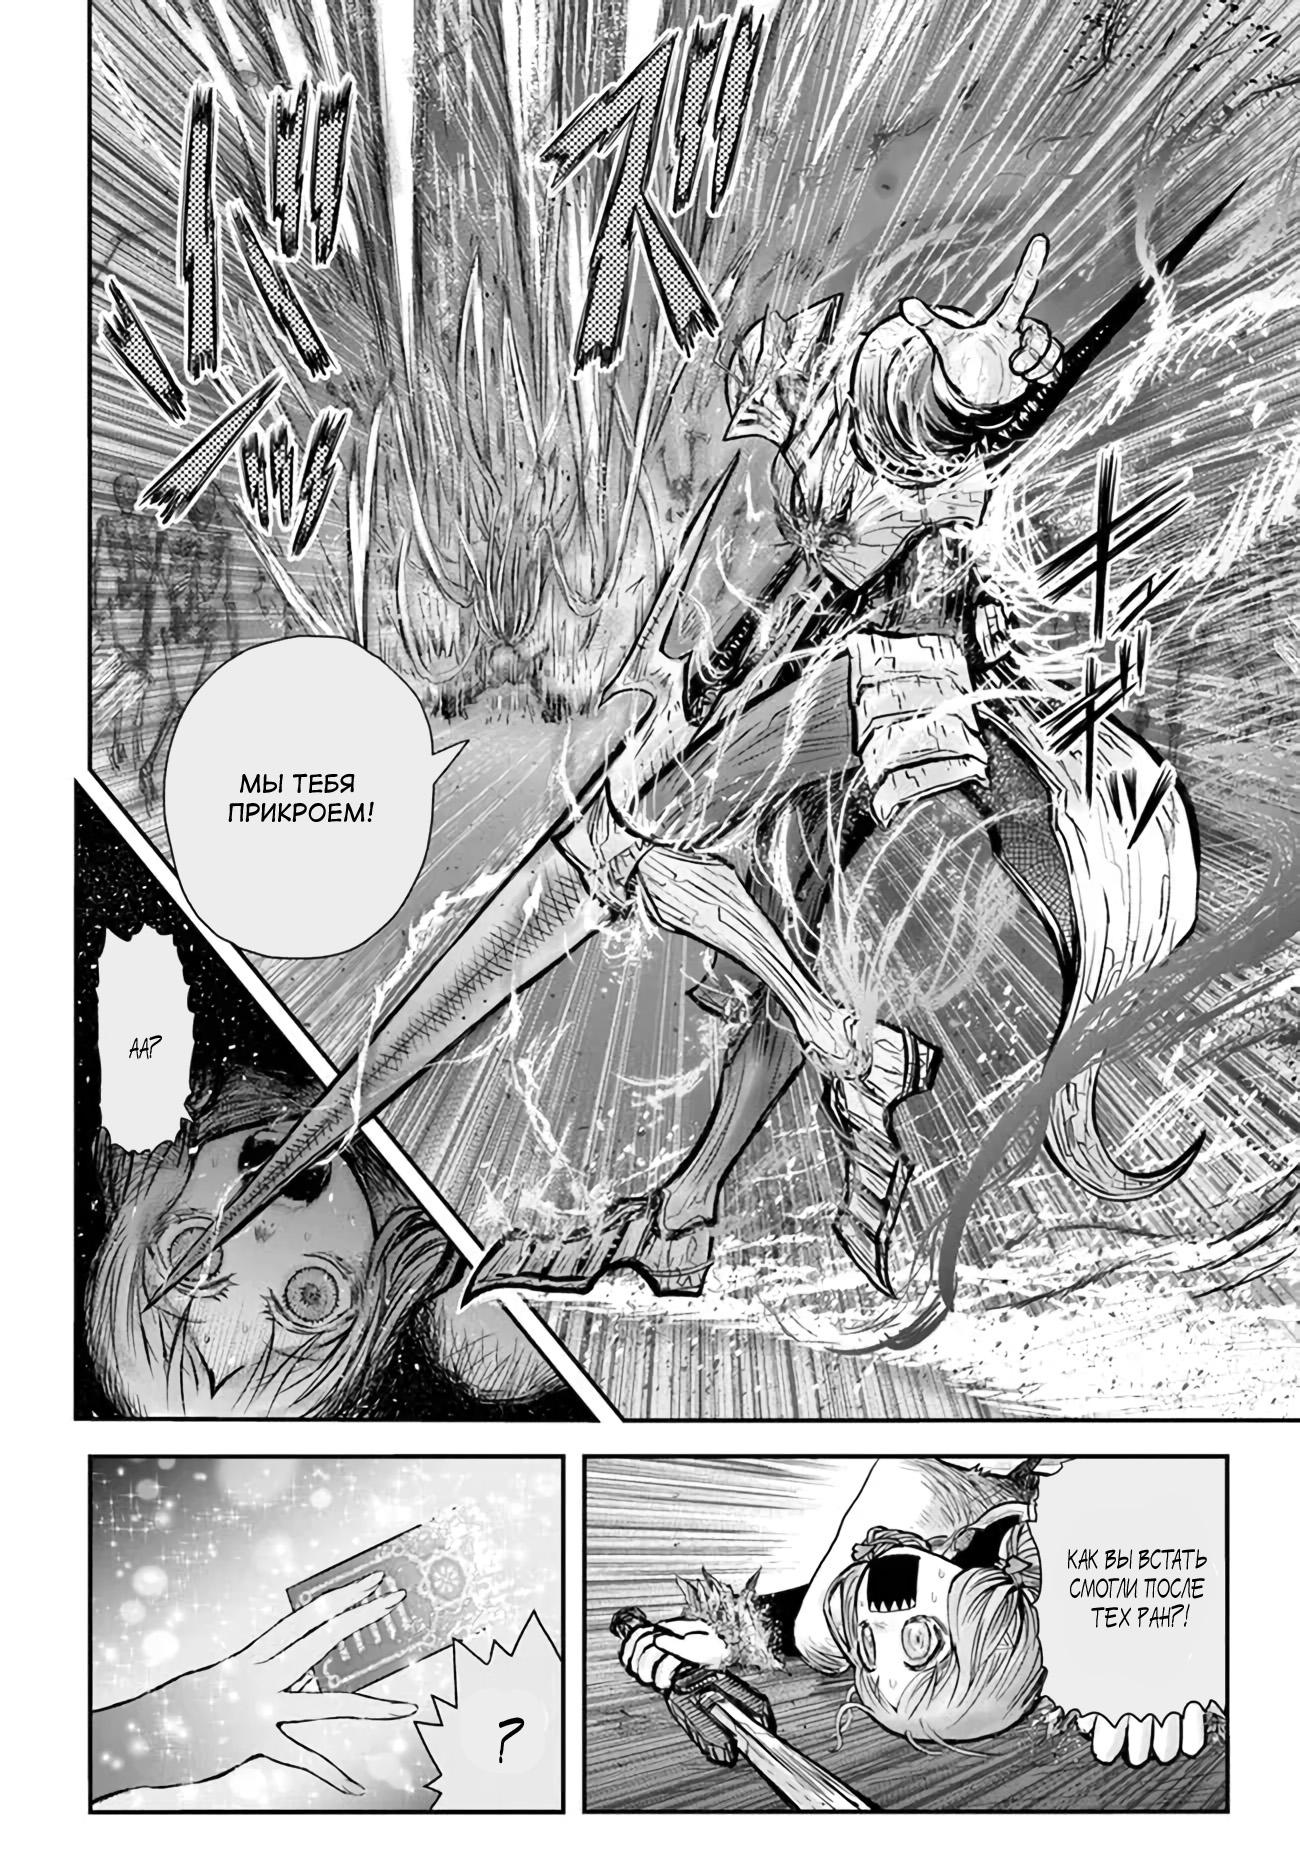 МЫ ТЕБЯ
ПРИКРОЕМ!
АА?
КАК ВЫ ВСТАТЬ
СМОГЛИ ПОСЛЕ
ТЕХ РАН?!
?